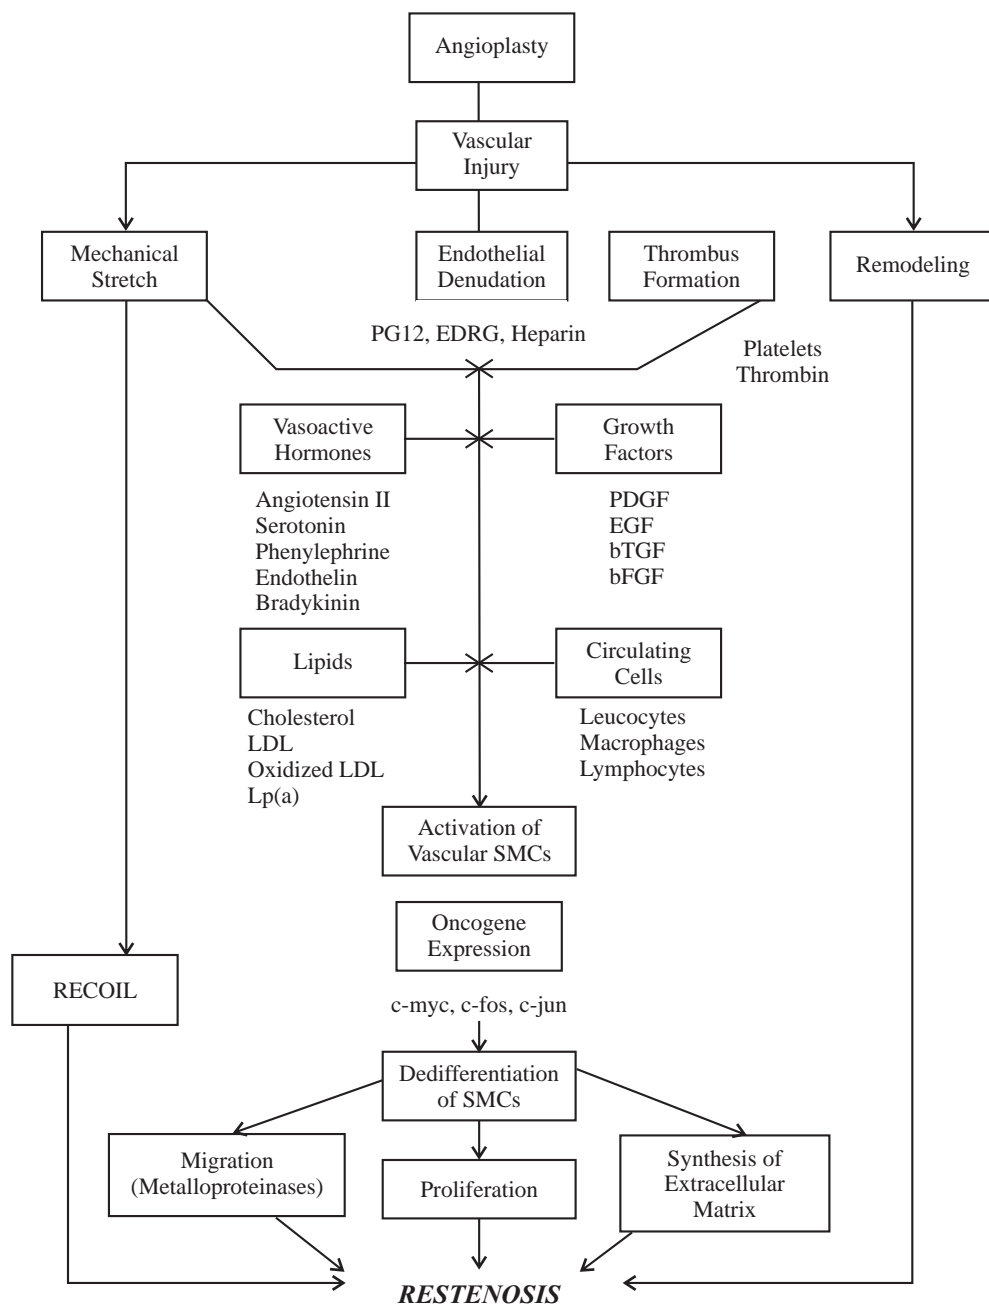 Angioplasty
Vascular
Injury
Mechanical
Stretch
Endothelial
Denudation
Thrombus
Formation
Remodeling
PG12, EDRG, Heparin
Platelets
Thrombin
Vasoactive
Hormones
Growth
Factors
Angiotensin II
Serotonin
Phenylephrine
Endothelin
Bradykinin
PDGF
EGF
bTGF
bFGF
Lipids
Circulating
Cells
Cholesterol
LDL
Oxidized LDL
Lp(a)
Leucocytes
Macrophages
Lymphocytes
Activation of
Vascular SMCs
Oncogene
Expression
RECOIL
c-myc, c-fos, c-jun
Dedifferentiation
of SMCs
Migration
(Metalloproteinases)
Proliferation
Synthesis of
Extracellular
Matrix
RESTENOSIS